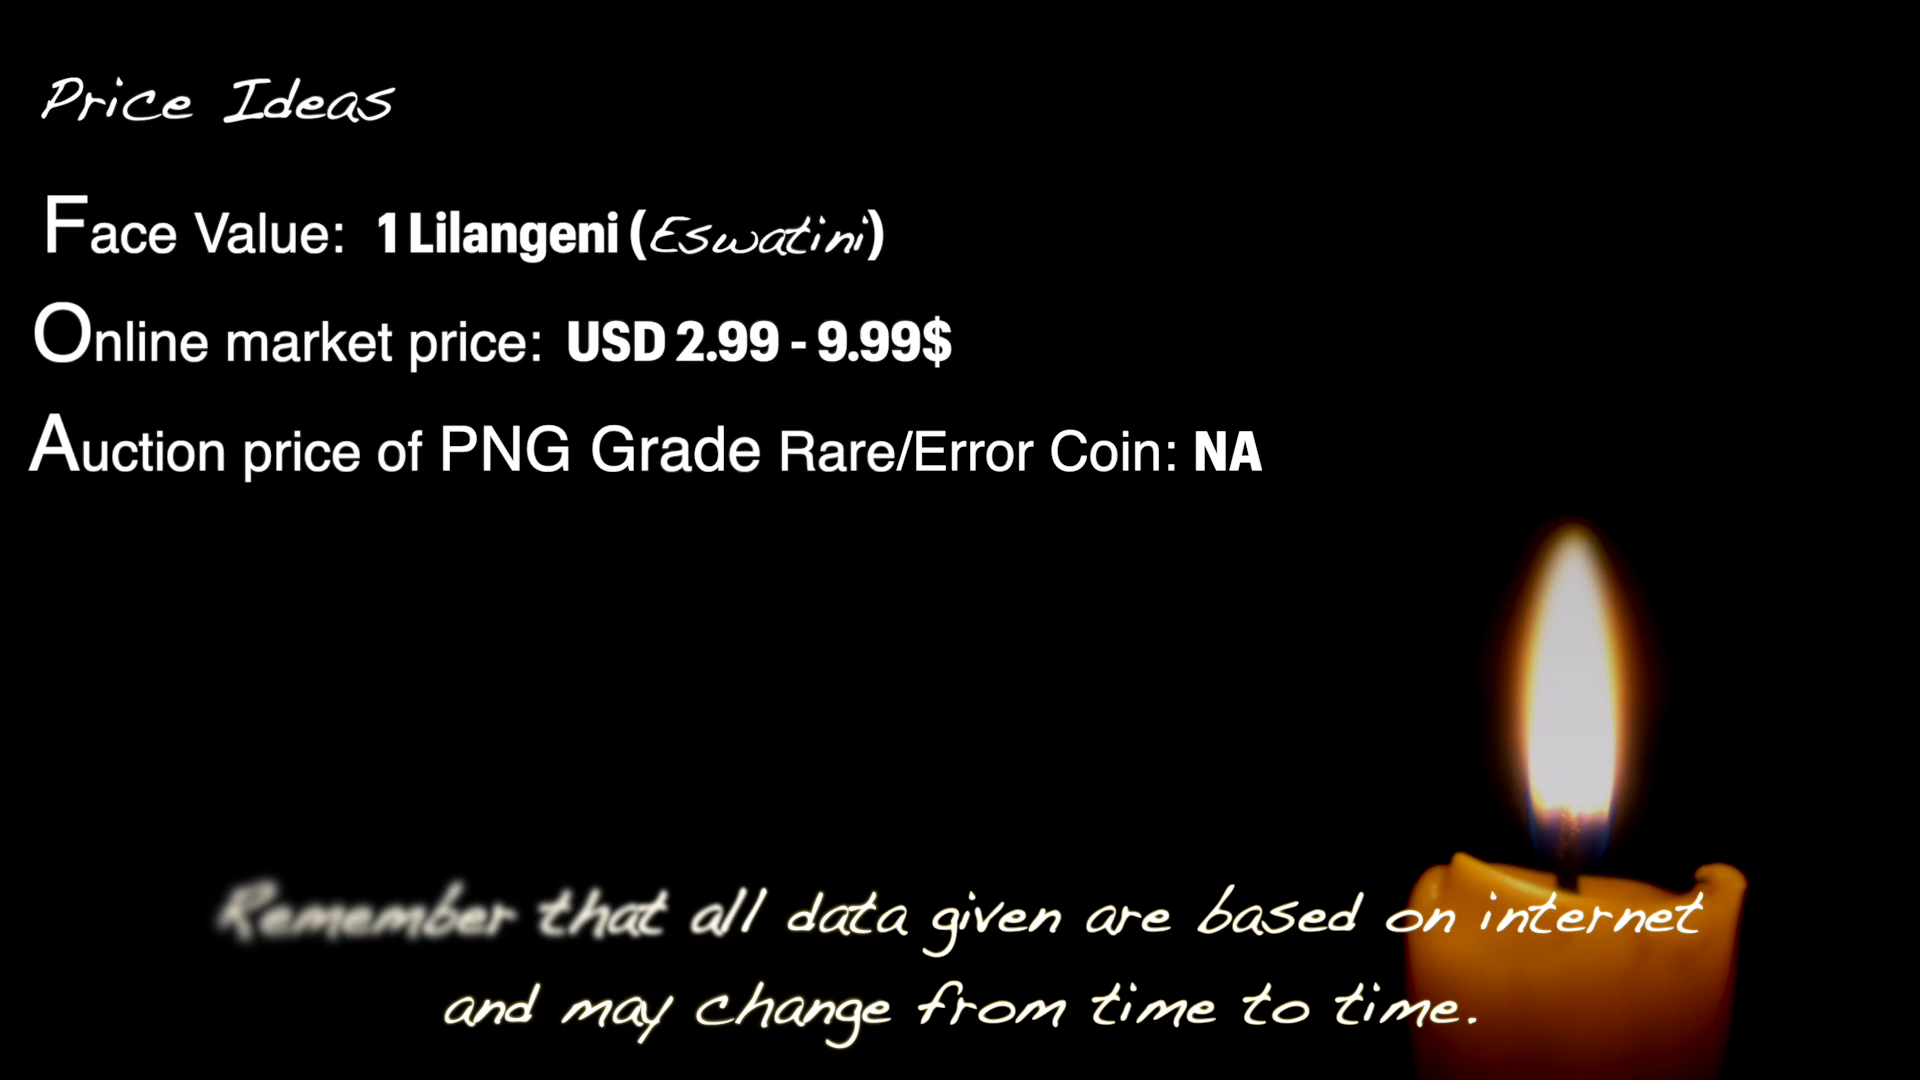 Price Ideas
Face Value: 1 Lilangeni (Eswatini)
Online market price: USD 2.99 - 9.99$
Auction price of PNG Grade Rare/Error Coin: NA
Remember that all data given are based on internet
and may change from time to time.